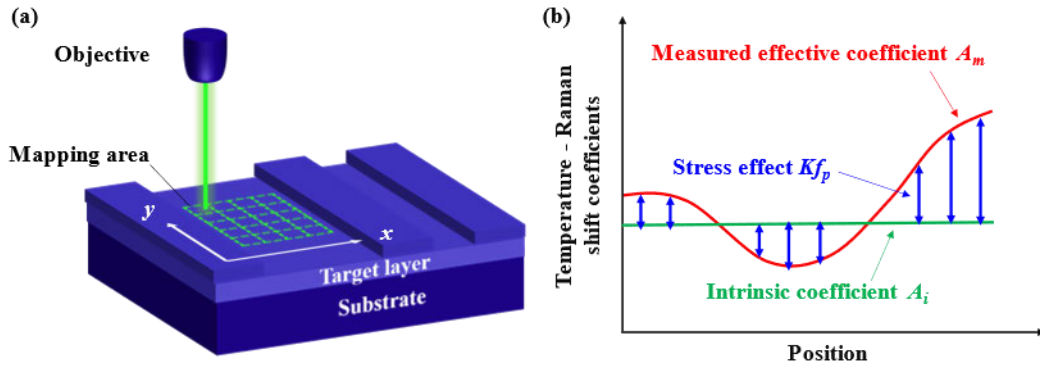 (a)
Objective
Mapping area
y
x
Target layer
Substrate
(b)
Temperature - Raman
shift coefficients
Measured effective coefficient Am
Stress effect Kfp
Intrinsic coefficient Ai
Position